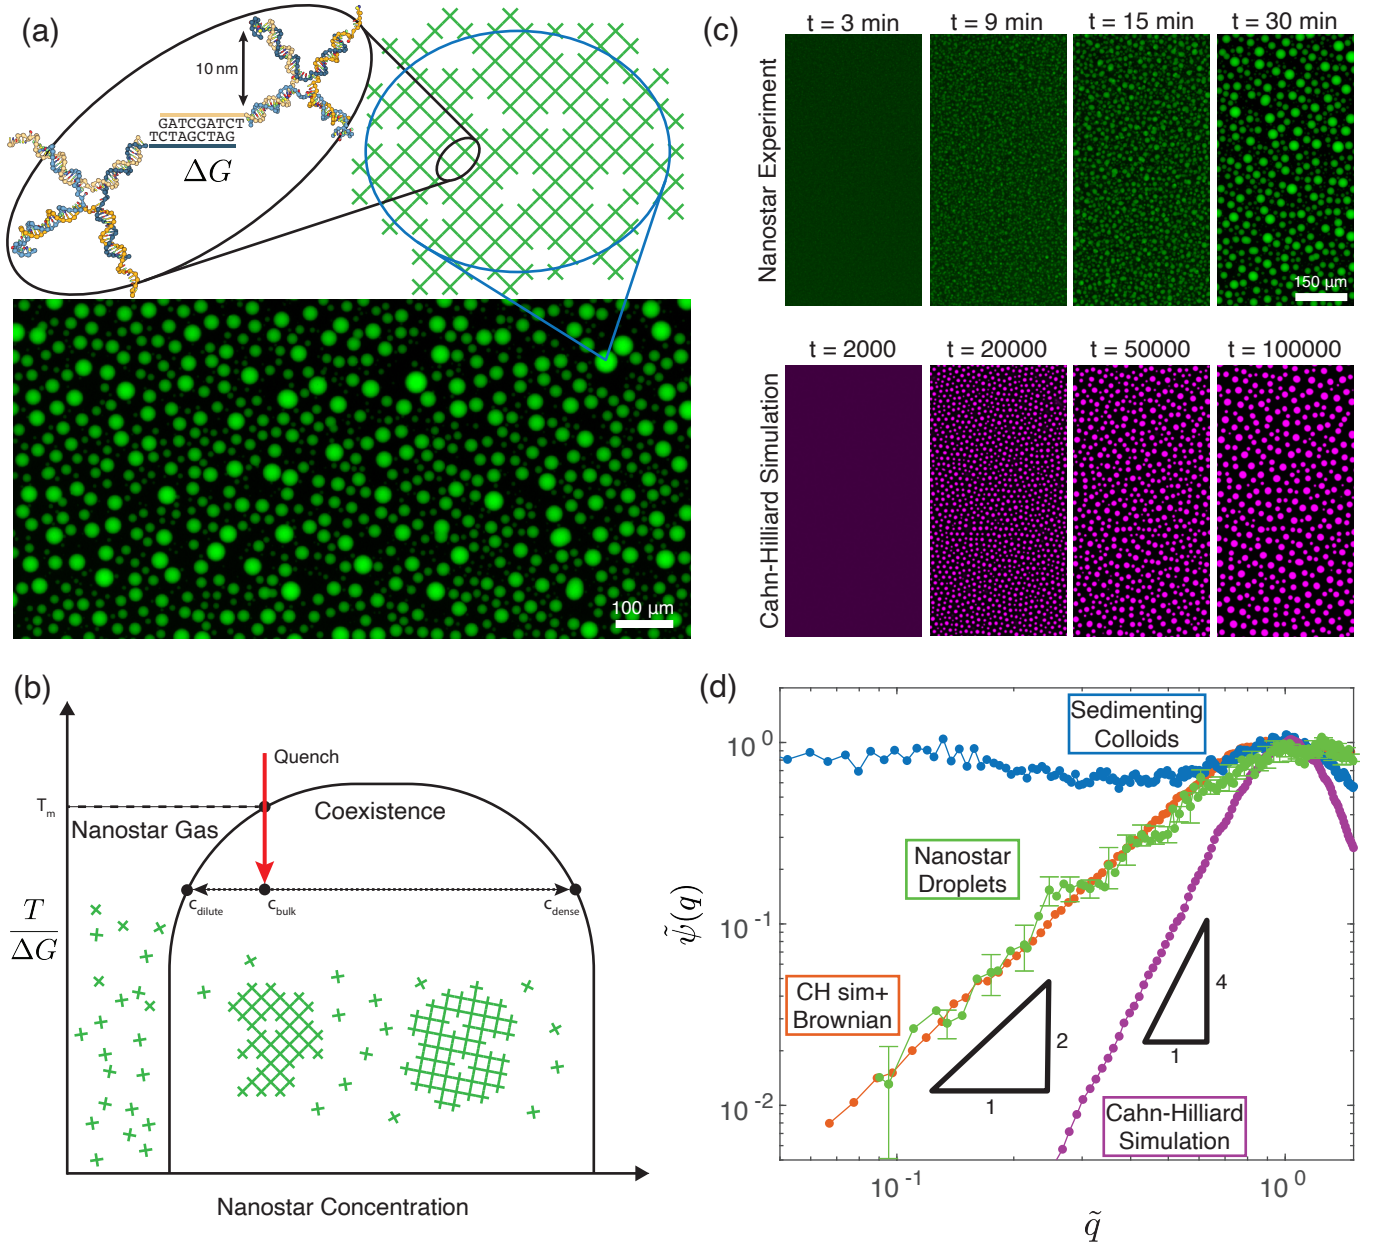 (a)
10 nm
GATCGATCT
TCTAGCTAG
ΔG
100 µm
(b)
Quench
T_m
Nanostar Gas
Coexistence
c_dilute
c_bulk
c_dense
T
ΔG
Nanostar Concentration
(c)
t = 3 min
t = 9 min
t = 15 min
t = 30 min
Nanostar Experiment
150 µm
t = 2000
t = 20000
t = 50000
t = 100000
Cahn-Hilliard Simulation
(d)
10^0
10^-1
10^-2
ψ̃(q)
Sedimenting
Colloids
Nanostar
Droplets
CH sim+
Brownian
2
1
4
1
Cahn-Hilliard
Simulation
10^-1
10^0
q̃